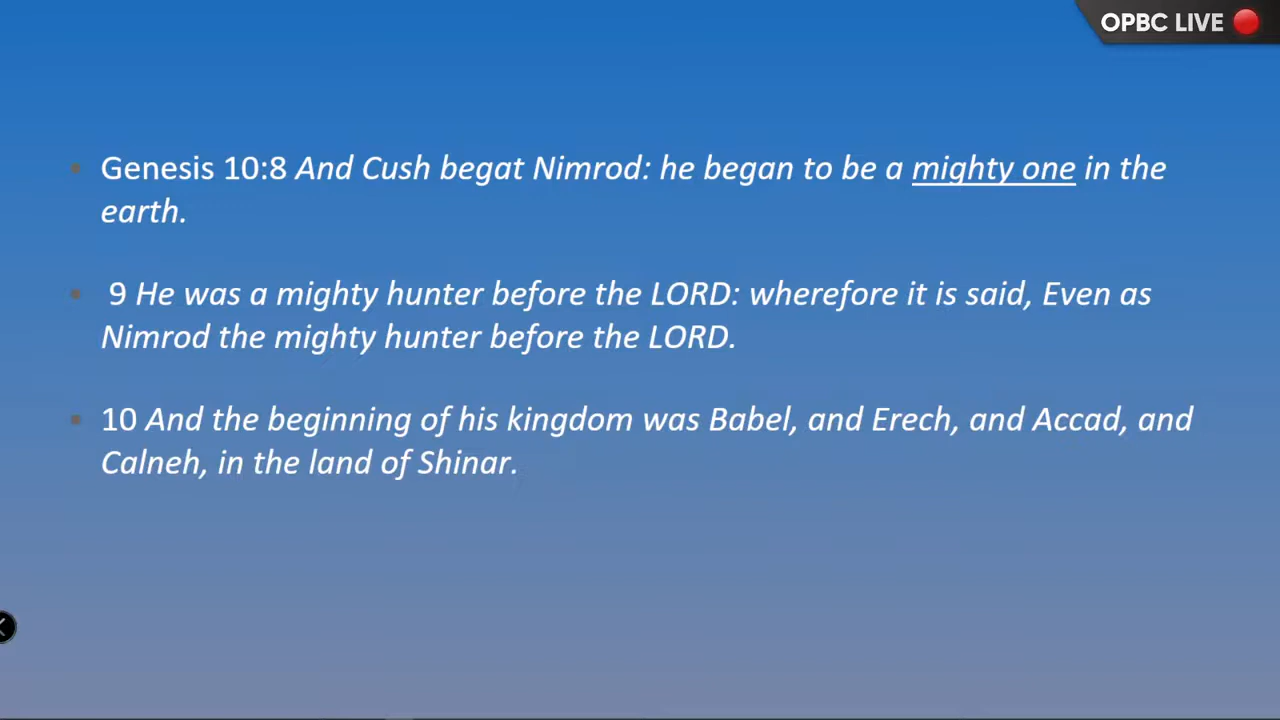 OPBC LIVE
Genesis 10:8 And Cush begat Nimrod: he began to be a mighty one in the
earth.
9 He was a mighty hunter before the LORD: wherefore it is said, Even as
Nimrod the mighty hunter before the LORD.
10 And the beginning of his kingdom was Babel, and Erech, and Accad, and
Calneh, in the land of Shinar.